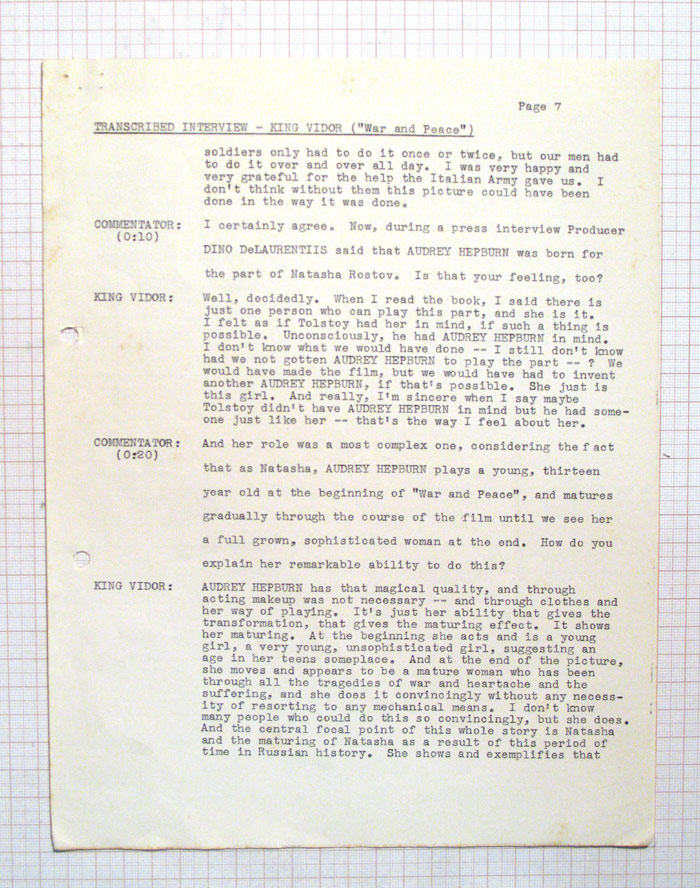 Page 7
TRANSCRIBED INTERVIEW - KING VIDOR ("War and Peace")
soldiers only had to do it once or twice, but our men had
to do it over and over all day. I was very happy and
very grateful for the help the Italian Army gave us. I
don't think without them this picture could have been
done in the way it was done.
COMMENTATOR: I certainly agree. Now, during a press interview Producer
(0:10)
DINO DeLAURENTIIS said that AUDREY HEPBURN was born for
the part of Natasha Rostov. Is that your feeling, too?
KING VIDOR: Well, decidedly. When I read the book, I said there is
just one person who can play this part, and she is it.
I felt as if Tolstoy had her in mind, if such a thing is
possible. Unconsciously, he had AUDREY HEPBURN in mind.
I don't know what we would have done -- I still don't know
had we not gotten AUDREY HEPBURN to play the part -- ? We
would have made the film, but we would have had to invent
another AUDREY HEPBURN, if that's possible. She just is
this girl. And really, I'm sincere when I say maybe
Tolstoy didn't have AUDREY HEPBURN in mind but he had some-
one just like her -- that's the way I feel about her.
COMMENTATOR: And her role was a most complex one, considering the fact
(0:20)
that as Natasha, AUDREY HEPBURN plays a young, thirteen
year old at the beginning of "War and Peace", and matures
gradually through the course of the film until we see her
a full grown, sophisticated woman at the end. How do you
explain her remarkable ability to do this?
KING VIDOR: AUDREY HEPBURN has that magical quality, and through
acting makeup was not necessary -- and through clothes and
her way of playing. It's just her ability that gives the
transformation, that gives the maturing effect. It shows
her maturing. At the beginning she acts and is a young
girl, a very young, unsophisticated girl, suggesting an
age in her teens someplace. And at the end of the picture,
she moves and appears to be a mature woman who has been
through all the tragedies of war and heartache and the
suffering, and she does it convincingly without any necess-
ity of resorting to any mechanical means. I don't know
many people who could do this so convincingly, but she does.
And the central focal point of this whole story is Natasha
and the maturing of Natasha as a result of this period of
time in Russian history. She shows and exemplifies that